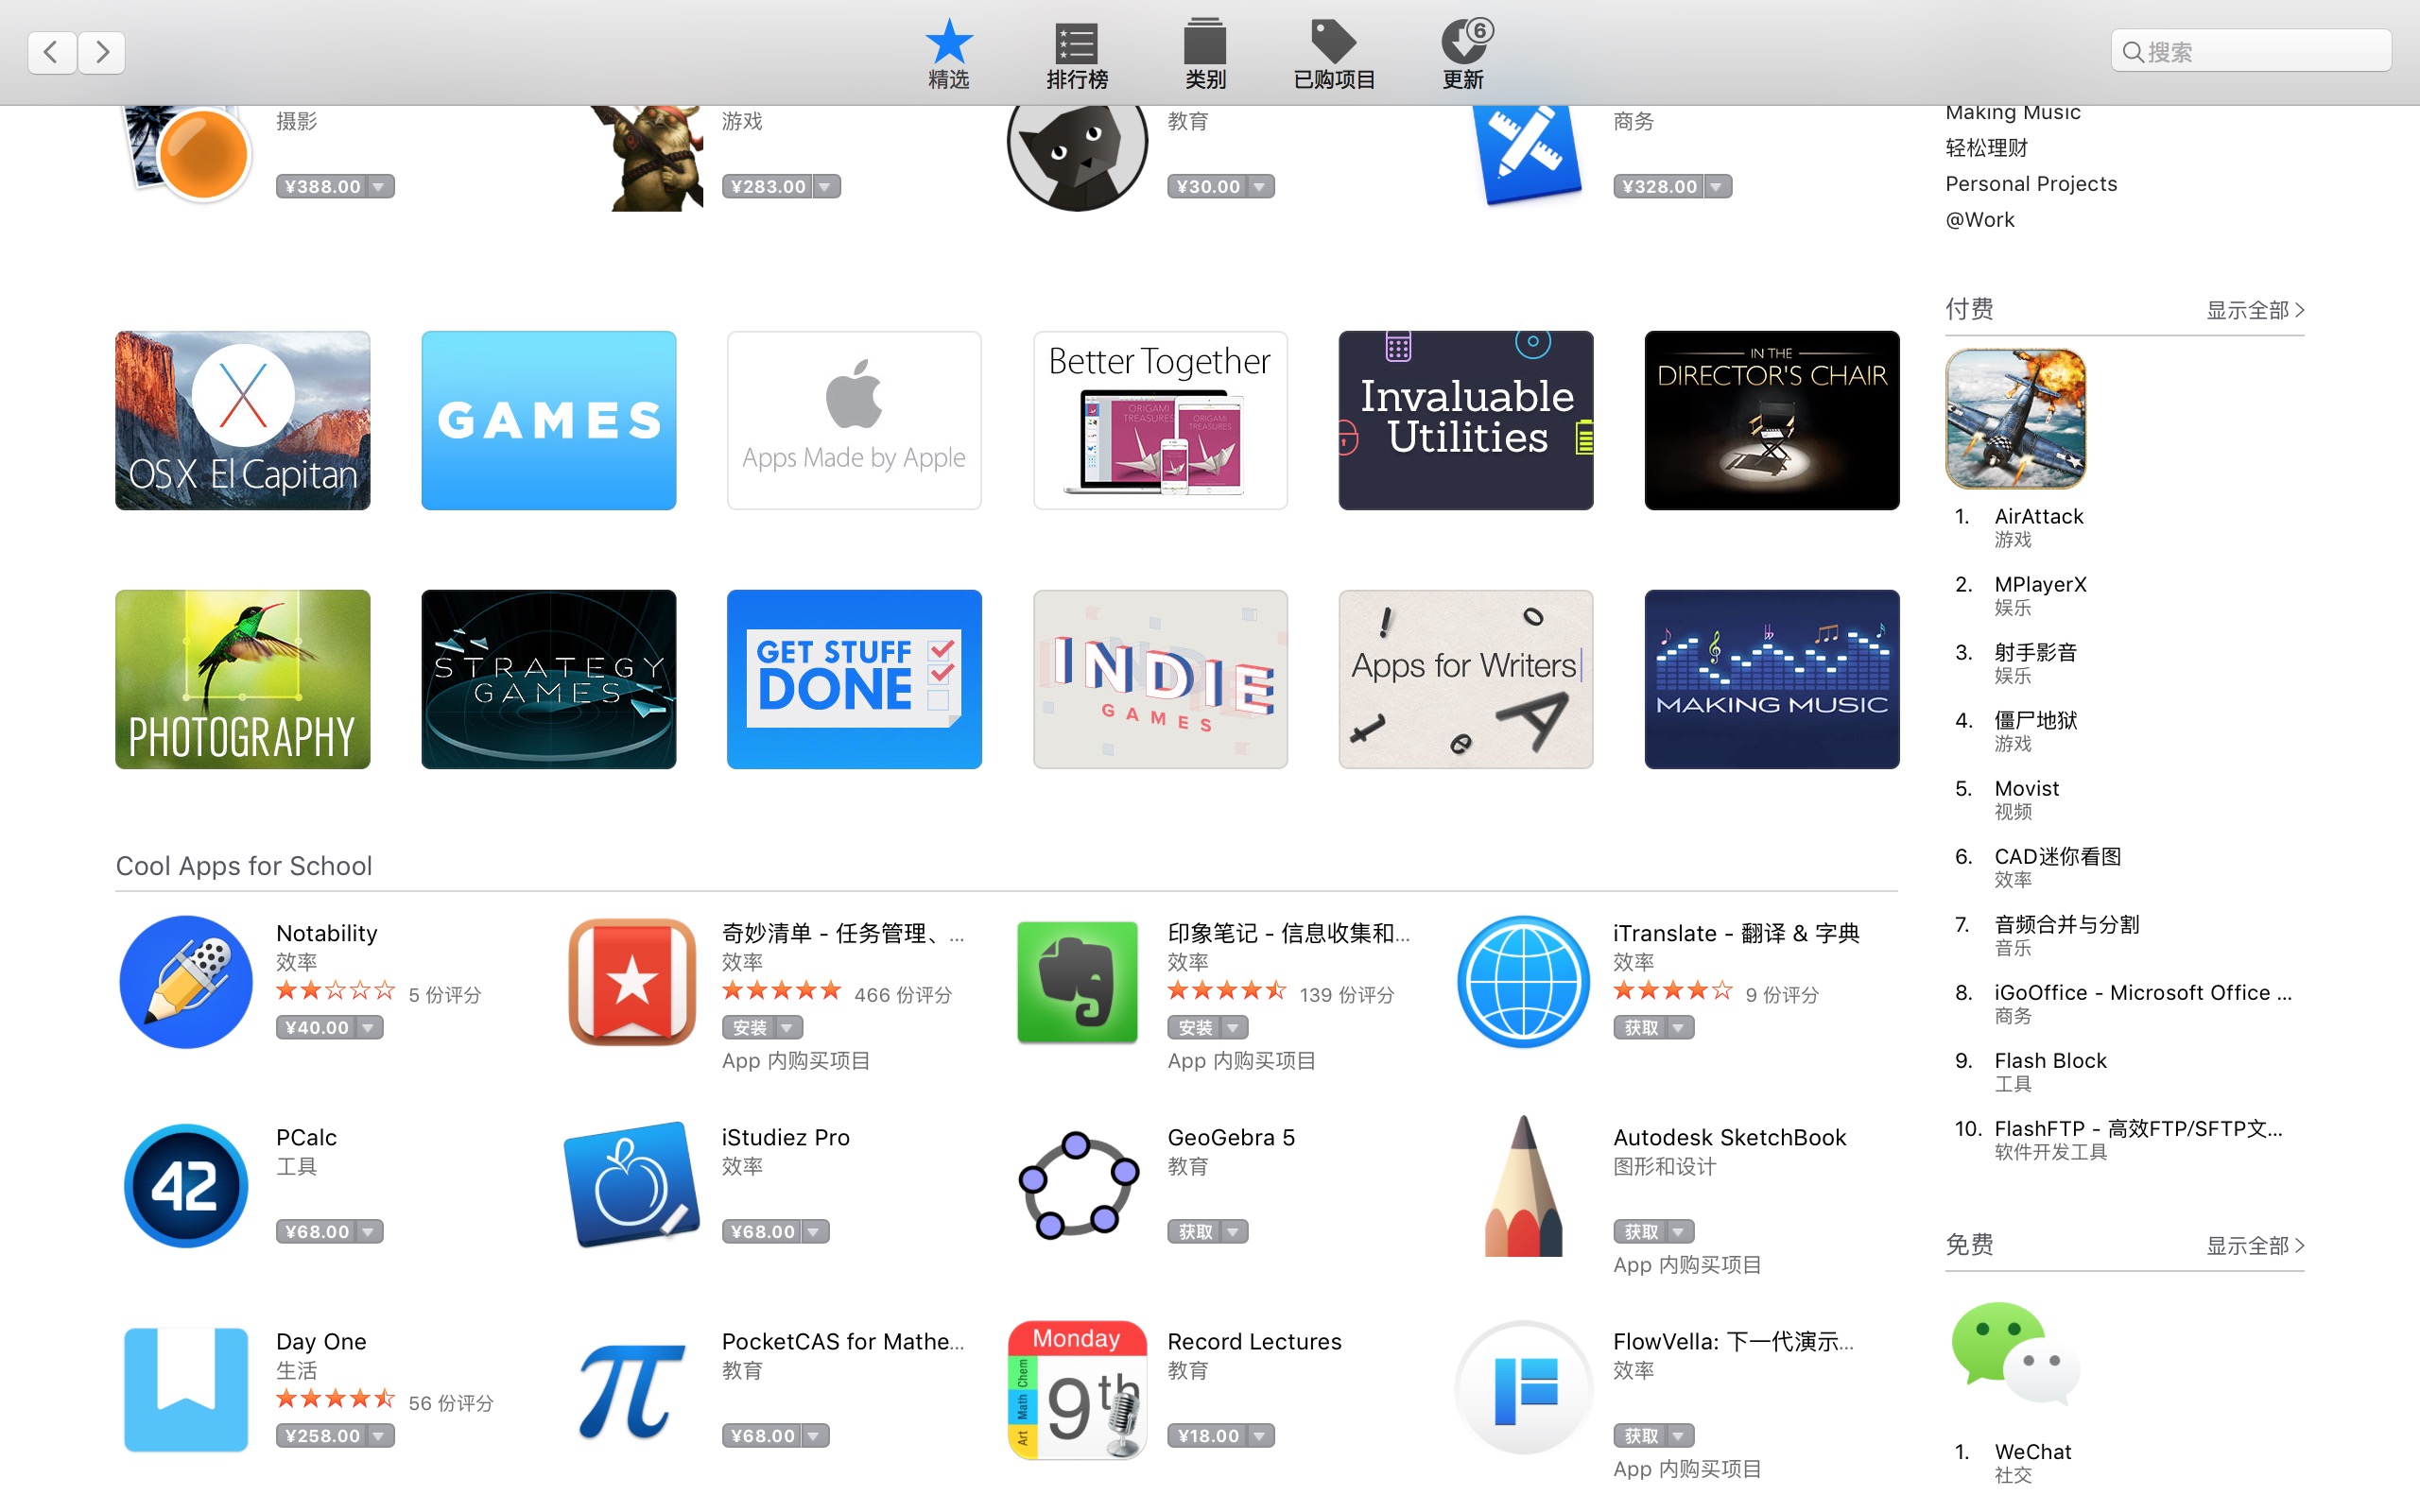 精选
排行榜
类别
已购项目
6
更新
搜索
摄影
¥388.00
游戏
¥283.00
教育
¥30.00
商务
¥328.00
Making Music
轻松理财
Personal Projects
@Work
OS X El Capitan
GAMES
Apps Made by Apple
Better Together
ORIGAMI
TREASURES
ORIGAMI
TREASURES
Invaluable
Utilities
IN THE
DIRECTOR'S CHAIR
PHOTOGRAPHY
STRATEGY
GAMES
GET STUFF
DONE
INDIE
GAMES
Apps for Writers
MAKING MUSIC
Cool Apps for School
Notability
效率
5 份评分
¥40.00
奇妙清单 - 任务管理、...
效率
466 份评分
安装
App 内购买项目
印象笔记 - 信息收集和...
效率
139 份评分
安装
App 内购买项目
iTranslate - 翻译 & 字典
效率
9 份评分
获取
42
PCalc
工具
¥68.00
iStudiez Pro
效率
¥68.00
GeoGebra 5
教育
获取
Autodesk SketchBook
图形和设计
获取
App 内购买项目
Day One
生活
56 份评分
¥258.00
π
PocketCAS for Mathe...
教育
¥68.00
Monday
Chem
Math
Art
9th
Record Lectures
教育
¥18.00
FlowVella: 下一代演示...
效率
获取
App 内购买项目
付费
显示全部
1. AirAttack
游戏
2. MPlayerX
娱乐
3. 射手影音
娱乐
4. 僵尸地狱
游戏
5. Movist
视频
6. CAD迷你看图
效率
7. 音频合并与分割
音乐
8. iGoOffice - Microsoft Office ...
商务
9. Flash Block
工具
10. FlashFTP - 高效FTP/SFTP文...
软件开发工具
免费
显示全部
1. WeChat
社交